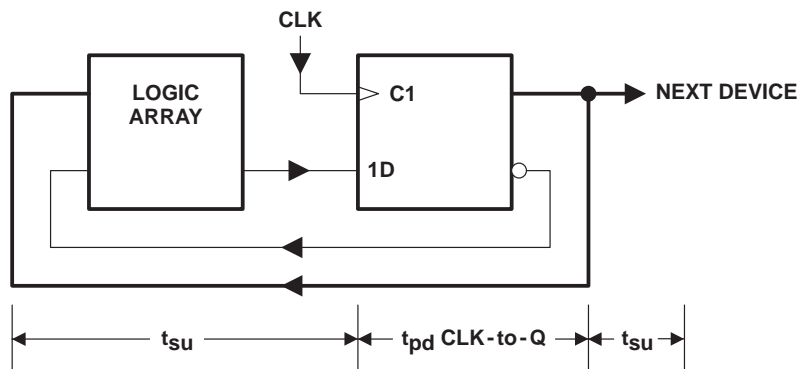 CLK
LOGIC
ARRAY
C1
1D
NEXT DEVICE
tsu
tpd CLK-to-Q
tsu